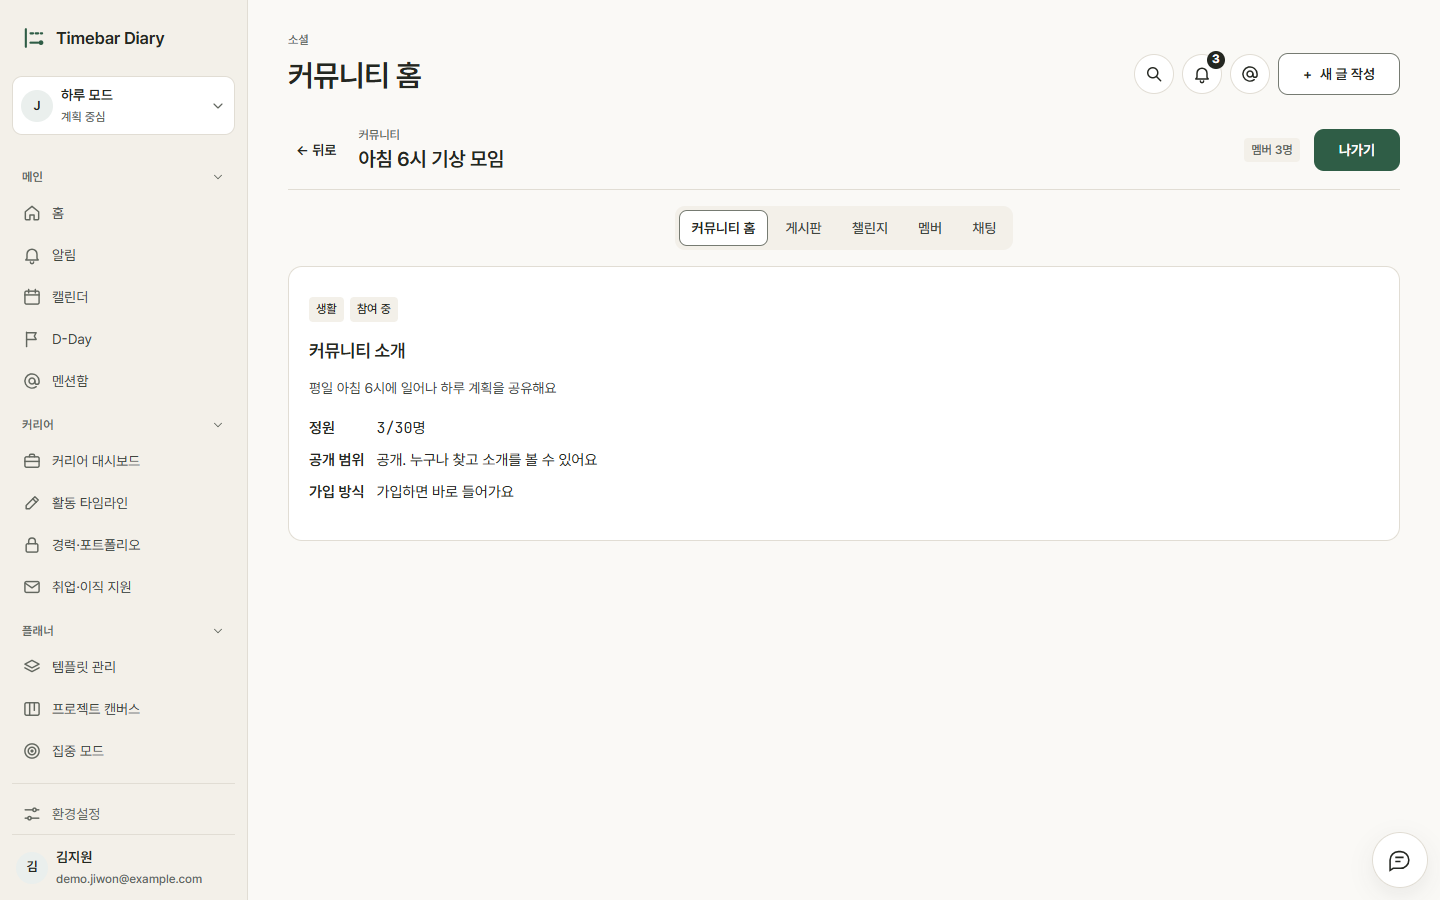 Timebar Diary
J
하루 모드
계획 중심
메인
홈
알림
캘린더
D-Day
멘션함
커리어
커리어 대시보드
활동 타임라인
경력·포트폴리오
취업·이직 지원
플래너
템플릿 관리
프로젝트 캔버스
집중 모드
환경설정
김
김지원
demo.jiwon@example.com
소셜
커뮤니티 홈
3
+ 새 글 작성
← 뒤로
커뮤니티
아침 6시 기상 모임
멤버 3명
나가기
커뮤니티 홈
게시판
챌린지
멤버
채팅
생활
참여 중
커뮤니티 소개
평일 아침 6시에 일어나 하루 계획을 공유해요
정원 3/30명
공개 범위 공개. 누구나 찾고 소개를 볼 수 있어요
가입 방식 가입하면 바로 들어가요